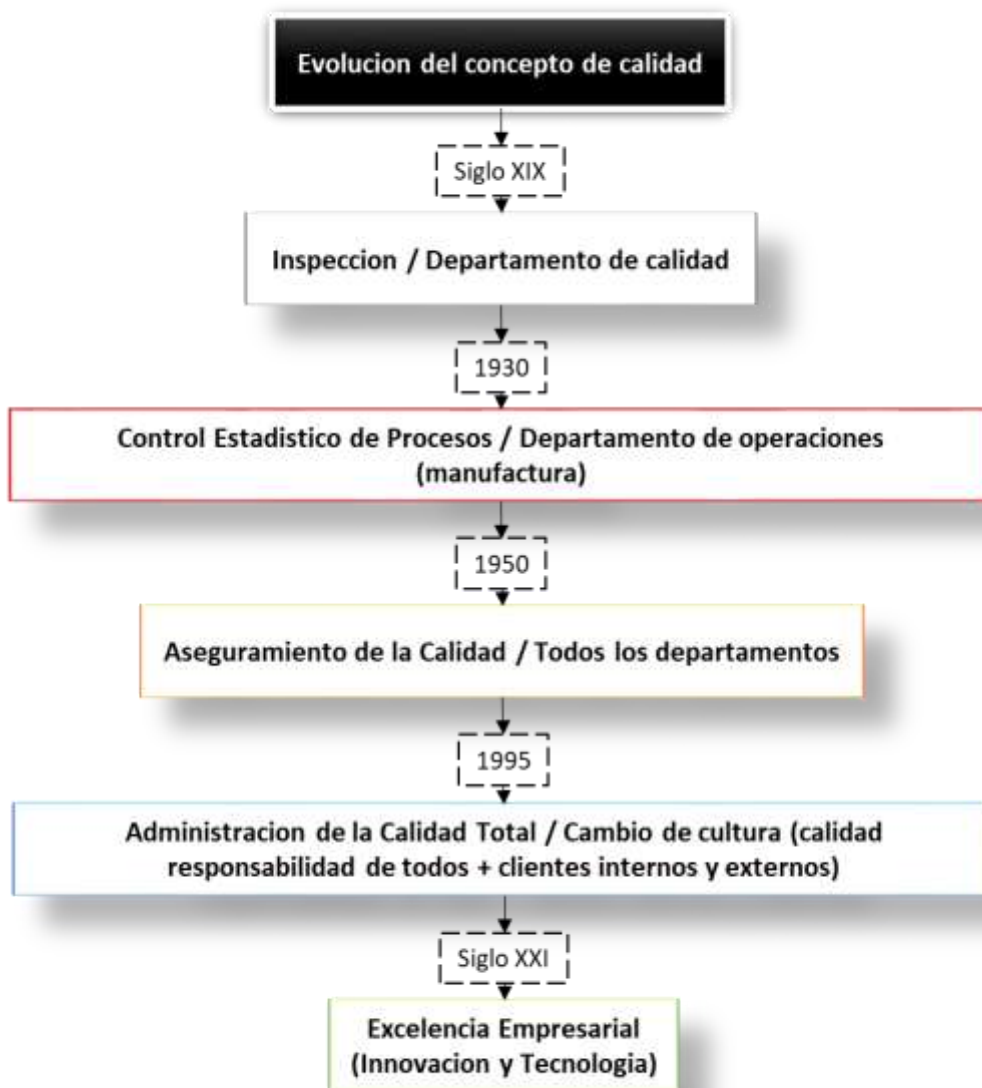 Evolucion del concepto de calidad
Siglo XIX
Inspeccion / Departamento de calidad
1930
Control Estadistico de Procesos / Departamento de operaciones
(manufactura)
1950
Aseguramiento de la Calidad / Todos los departamentos
1995
Administracion de la Calidad Total / Cambio de cultura (calidad
responsabilidad de todos + clientes internos y externos)
Siglo XXI
Excelencia Empresarial
(Innovacion y Tecnologia)